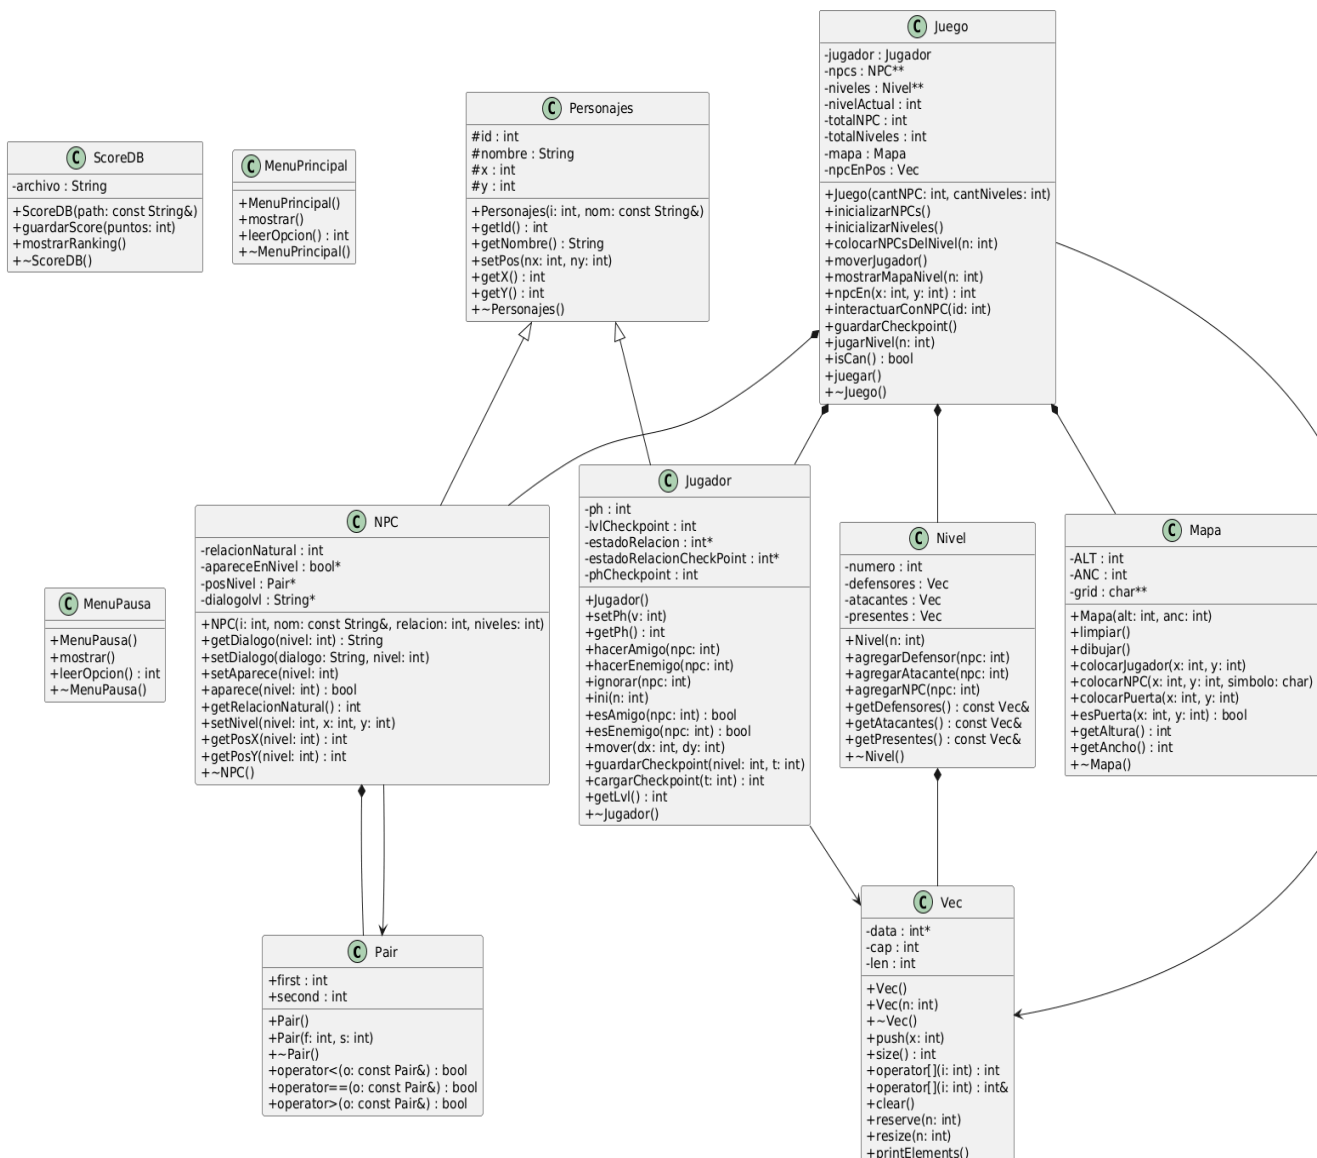 C Juego
-jugador : Jugador
-npcs : NPC**
-niveles : Nivel**
-nivelActual : int
-totalNPC : int
-totalNiveles : int
-mapa : Mapa
-npcEnPos : Vec
+Juego(cantNPC: int, cantNiveles: int)
+inicializarNPCs()
+inicializarNiveles()
+colocarNPCsDelNivel(n: int)
+moverJugador()
+mostrarMapaNivel(n: int)
+npcEn(x: int, y: int) : int
+interactuarConNPC(id: int)
+guardarCheckpoint()
+jugarNivel(n: int)
+isCan() : bool
+juegar()
+~Juego()
C Personajes
#id : int
#nombre : String
#x : int
#y : int
+Personajes(i: int, nom: const String&)
+getId() : int
+getNombre() : String
+setPos(nx: int, ny: int)
+getX() : int
+getY() : int
+~Personajes()
C ScoreDB
-archivo : String
+ScoreDB(path: const String&)
+guardarScore(puntos: int)
+mostrarRanking()
+~ScoreDB()
C MenuPrincipal
+MenuPrincipal()
+mostrar()
+leerOpcion() : int
+~MenuPrincipal()
C NPC
-relacionNatural : int
-apareceEnNivel : bool*
-posNivel : Pair*
-dialogolvl : String*
+NPC(i: int, nom: const String&, relacion: int, niveles: int)
+getDialogo(nivel: int) : String
+setDialogo(dialogo: String, nivel: int)
+setAparece(nivel: int)
+aparece(nivel: int) : bool
+getRelacionNatural() : int
+setNivel(nivel: int, x: int, y: int)
+getPosX(nivel: int) : int
+getPosY(nivel: int) : int
+~NPC()
C Jugador
-ph : int
-lvlCheckpoint : int
-estadoRelacion : int*
-estadoRelacionCheckPoint : int*
-phCheckpoint : int
+Jugador()
+setPh(v: int)
+getPh() : int
+hacerAmigo(npc: int)
+hacerEnemigo(npc: int)
+ignorar(npc: int)
+ini(n: int)
+esAmigo(npc: int) : bool
+esEnemigo(npc: int) : bool
+mover(dx: int, dy: int)
+guardarCheckpoint(nivel: int, t: int)
+cargarCheckpoint(t: int) : int
+getLvl() : int
+~Jugador()
C Nivel
-numero : int
-defensores : Vec
-atacantes : Vec
-presentes : Vec
+Nivel(n: int)
+agregarDefensor(npc: int)
+agregarAtacante(npc: int)
+agregarNPC(npc: int)
+getDefensores() : const Vec&
+getAtacantes() : const Vec&
+getPresentes() : const Vec&
+~Nivel()
C Mapa
-ALT : int
-ANC : int
-grid : char**
+Mapa(alt: int, anc: int)
+limpiar()
+dibujar()
+colocarJugador(x: int, y: int)
+colocarNPC(x: int, y: int, simbolo: char)
+colocarPuerta(x: int, y: int)
+esPuerta(x: int, y: int) : bool
+getAltura() : int
+getAncho() : int
+~Mapa()
C MenuPausa
+MenuPausa()
+mostrar()
+leerOpcion() : int
+~MenuPausa()
C Pair
+first : int
+second : int
+Pair()
+Pair(f: int, s: int)
+~Pair()
+operator<(o: const Pair&) : bool
+operator==(o: const Pair&) : bool
+operator>(o: const Pair&) : bool
C Vec
-data : int*
-cap : int
-len : int
+Vec()
+Vec(n: int)
+~Vec()
+push(x: int)
+size() : int
+operator[](i: int) : int
+operator[](i: int) : int&
+clear()
+reserve(n: int)
+resize(n: int)
+printElements()